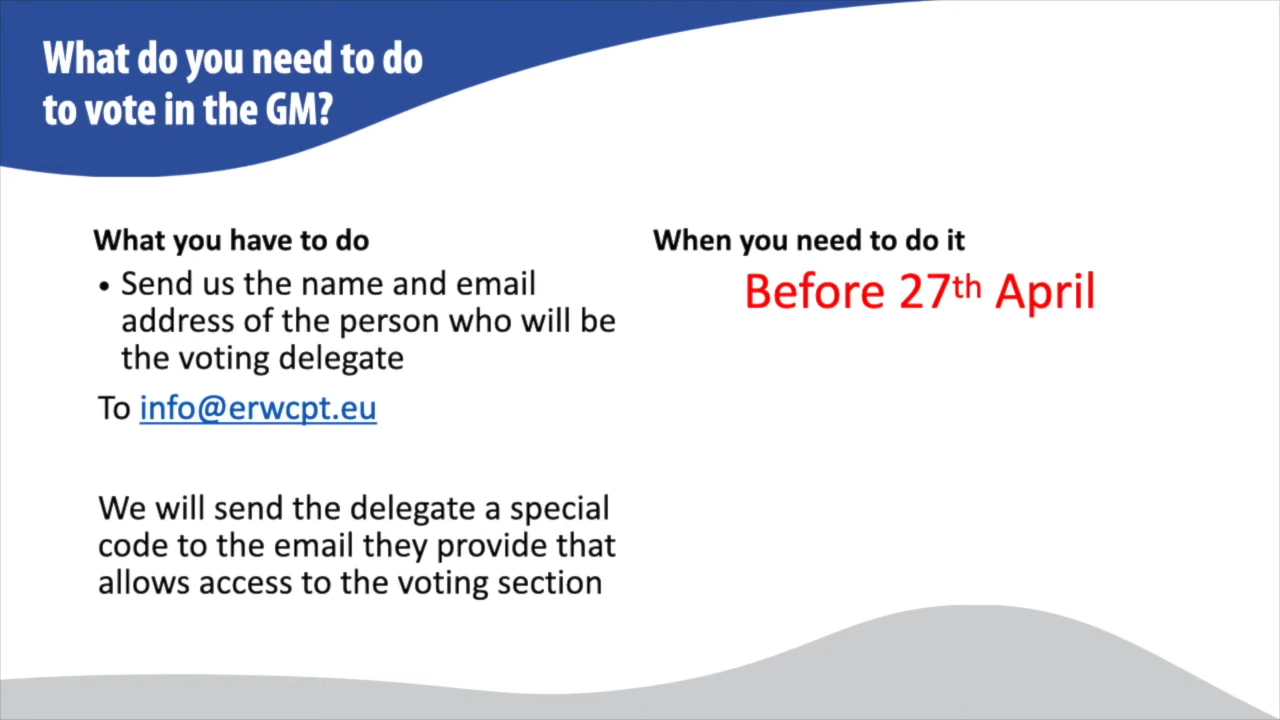 What do you need to do
to vote in the GM?
What you have to do
• Send us the name and email
address of the person who will be
the voting delegate
To info@erwcpt.eu
We will send the delegate a special
code to the email they provide that
allows access to the voting section
When you need to do it
Before 27th April